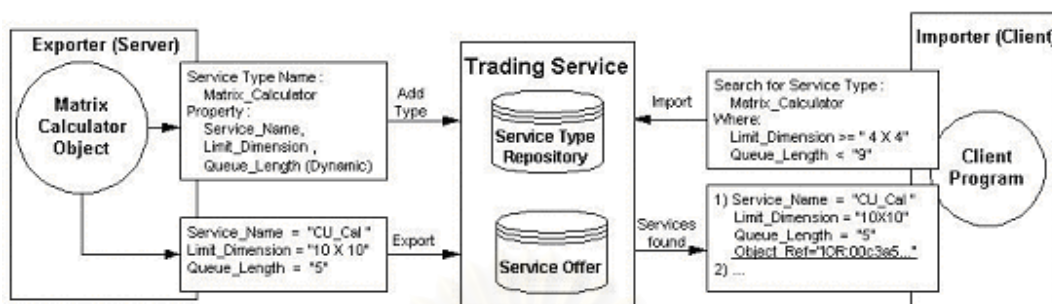 Exporter (Server)
Matrix
Calculator
Object
Service Type Name :
Matrix_Calculator
Property :
Service_Name,
Limit_Dimension ,
Queue_Length (Dynamic)
Add
Type
Service_Name = "CU_Cal"
Limit_Dimension = "10 X 10"
Queue_Length = "5"
Export
Trading Service
Service Type
Repository
Service Offer
Import
Services
found
Importer (Client)
Search for Service Type :
Matrix_Calculator
Where:
Limit_Dimension >= " 4 X 4"
Queue_Length < "9"
Client
Program
1) Service_Name = "CU_Cal "
Limit_Dimension = "10X10"
Queue_Length = "5"
Object_Ref="IOR:00c3a5..."
2) ...